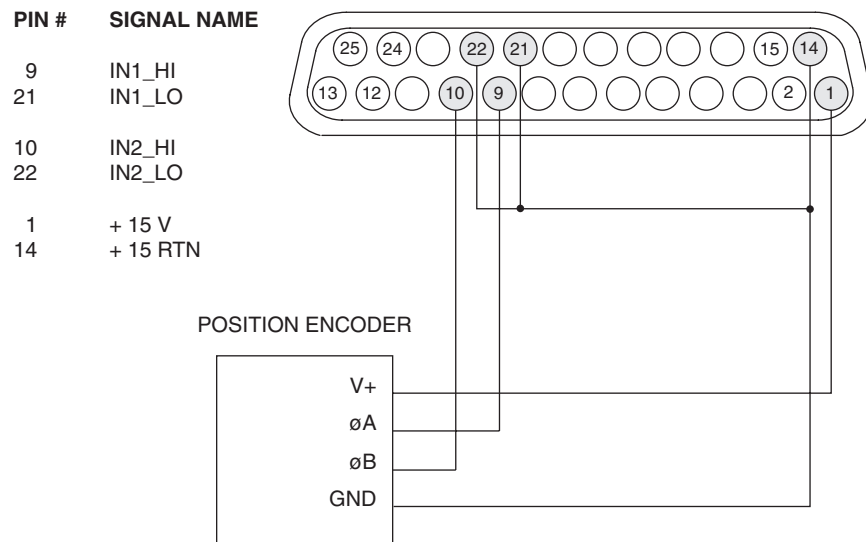 PIN # SIGNAL NAME
9 IN1_HI
21 IN1_LO
10 IN2_HI
22 IN2_LO
1 + 15 V
14 + 15 RTN
25 24 22 21 15 14
13 12 10 9 2 1
POSITION ENCODER
V+
øA
øB
GND